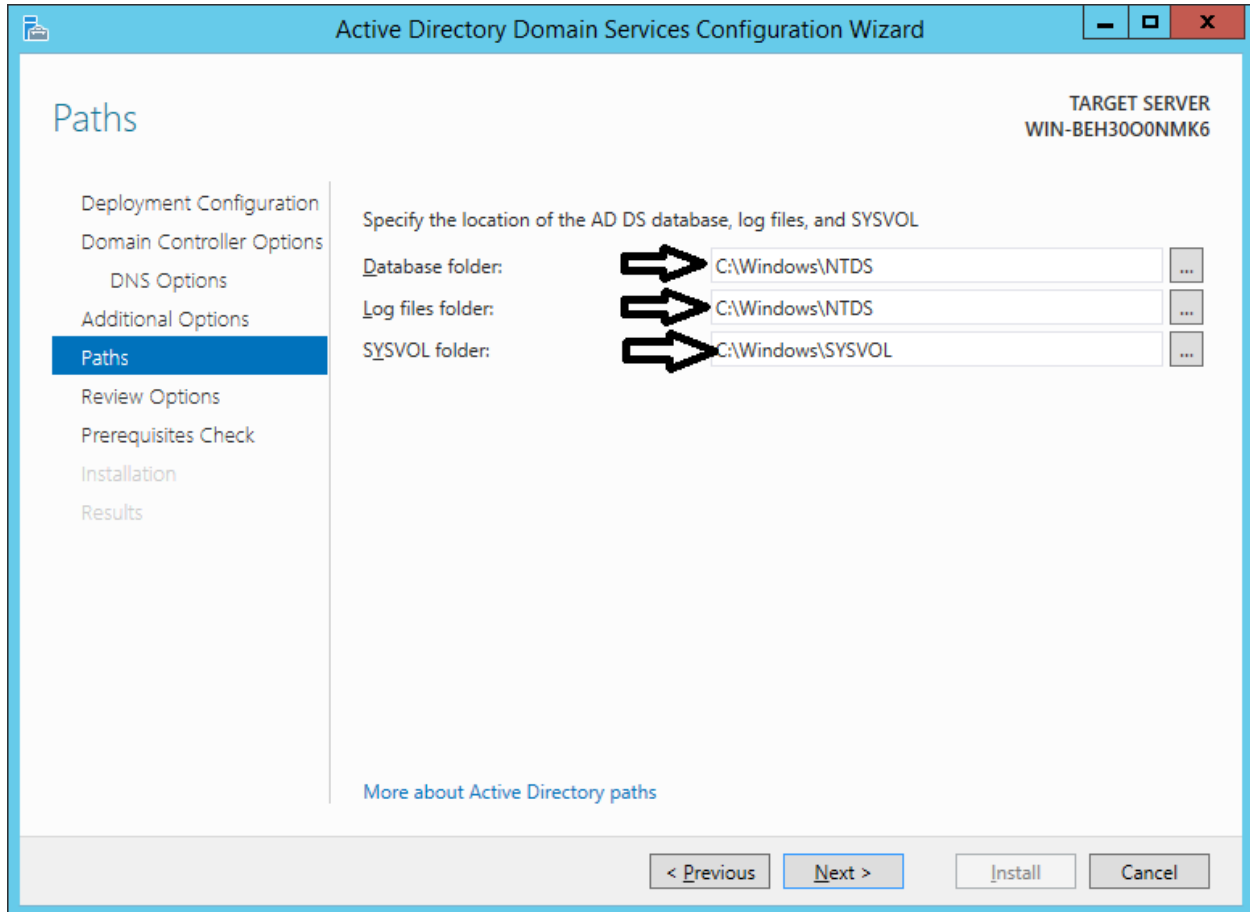 Active Directory Domain Services Configuration Wizard
Paths
TARGET SERVER
WIN-BEH30O0NMK6
Deployment Configuration
Domain Controller Options
DNS Options
Additional Options
Paths
Review Options
Prerequisites Check
Installation
Results
Specify the location of the AD DS database, log files, and SYSVOL
Database folder: C:\Windows\NTDS ...
Log files folder: C:\Windows\NTDS ...
SYSVOL folder: C:\Windows\SYSVOL ...
More about Active Directory paths
< Previous Next > Install Cancel